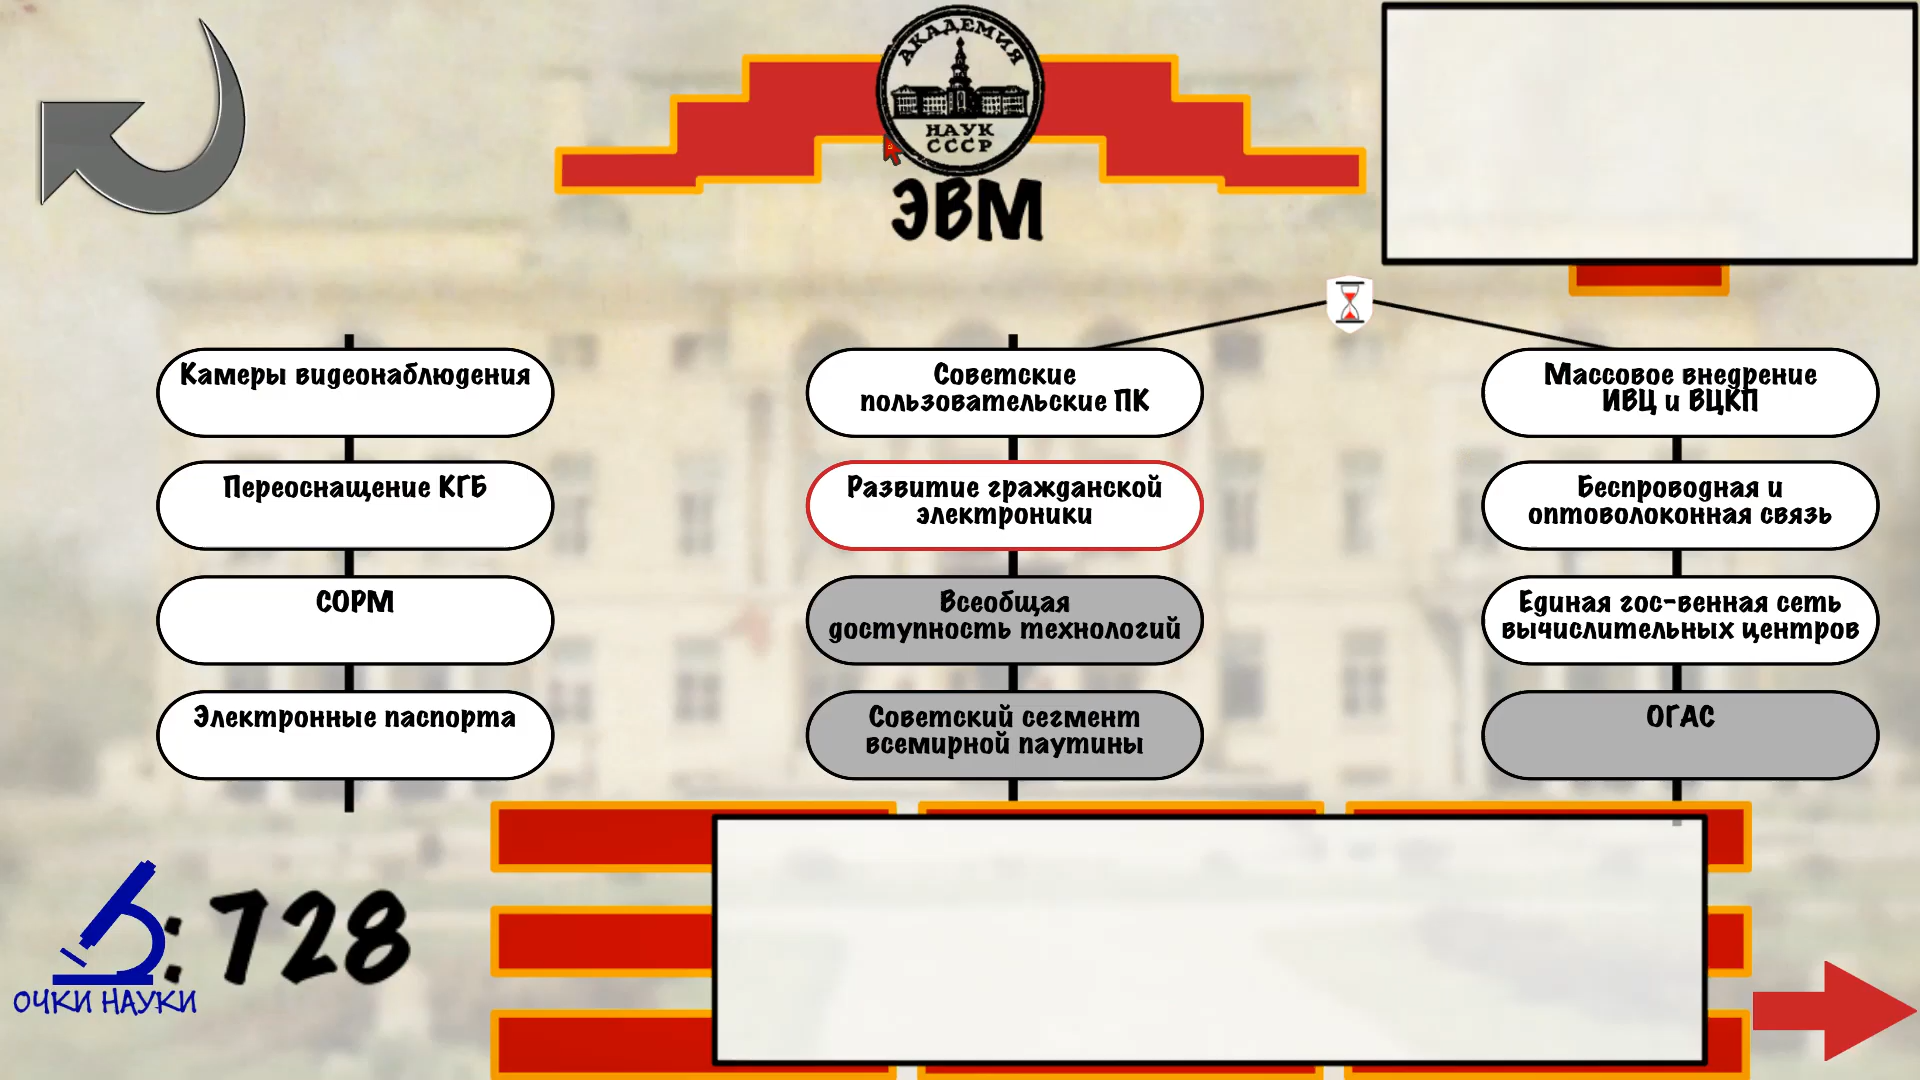 АКАДЕМИЯ
НАУК
СССР
ЭВМ
Камеры видеонаблюдения
Переоснащение КГБ
СОРМ
Электронные паспорта
Советские
пользовательские ПК
Развитие гражданской
электроники
Всеобщая
доступность технологий
Советский сегмент
всемирной паутины
Массовое внедрение
ИВЦ и ВЦКП
Беспроводная и
оптоволоконная связь
Единая гос-венная сеть
вычислительных центров
ОГАС
:728
ОЧКИ НАУКИ